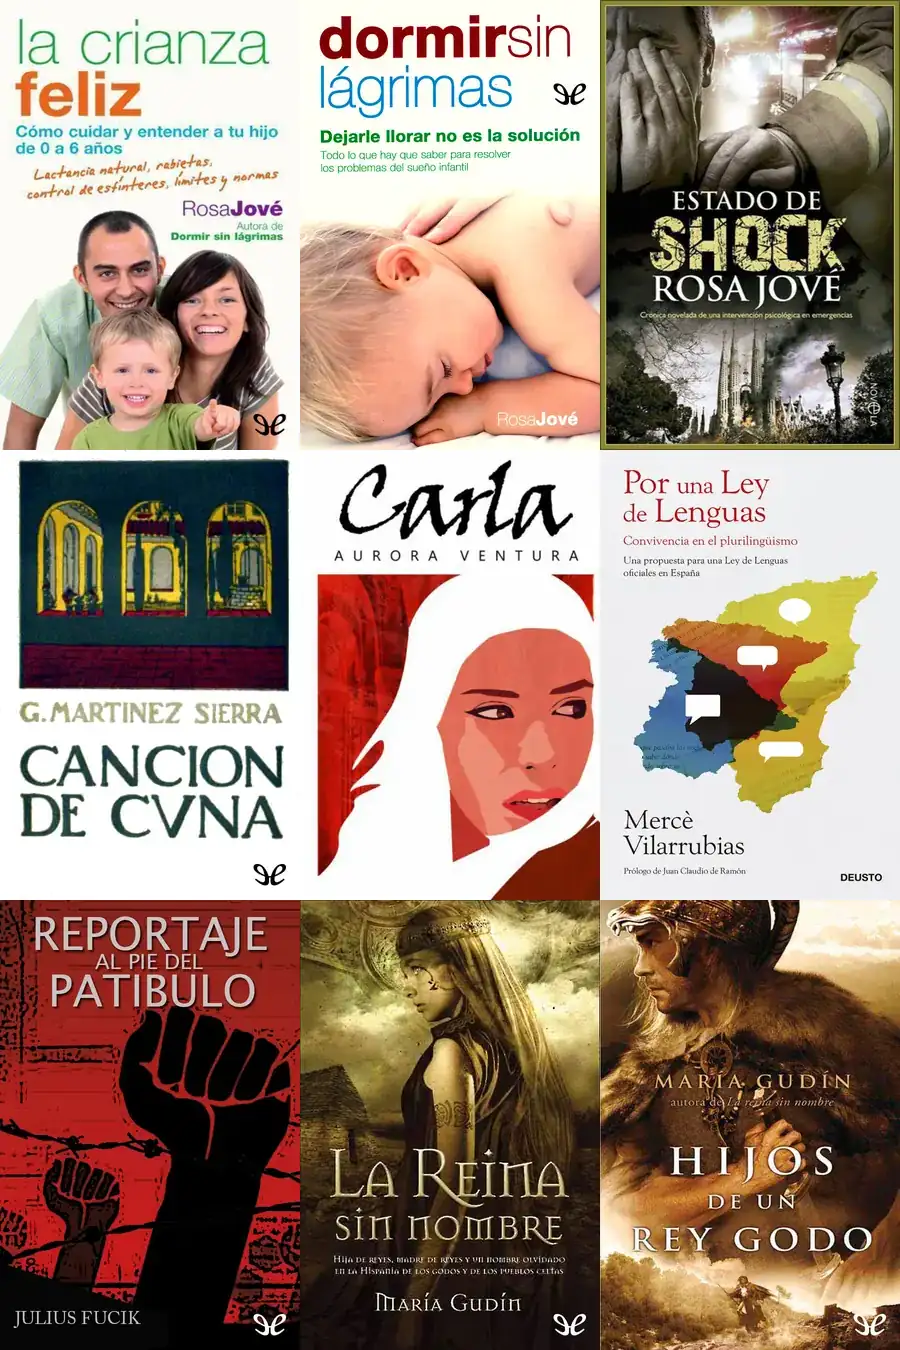 la crianza
feliz
Cómo cuidar y entender a tu hijo
de 0 a 6 años
Lactancia natural, rabietas,
control de esfínteres, límites y normas
RosaJové
Autora de
Dormir sin lágrimas
dormirsin
lágrimas
Dejarle llorar no es la solución
Todo lo que hay que saber para resolver
los problemas del sueño infantil
RosaJové
ESTADO DE
SHOCK
ROSA JOVÉ
Crónica novelada de una intervención psicológica en emergencias
NOVELA
G. MARTINEZ SIERRA
CANCION
DE CVNA
Carla
AURORA VENTURA
Por una Ley
de Lenguas
Convivencia en el plurilingüismo
Una propuesta para una Ley de Lenguas
oficiales en España
Mercè
Vilarrubias
Prólogo de Juan Claudio de Ramón
DEUSTO
REPORTAJE
AL PIE DEL
PATIBULO
JULIUS FUCIK
LA REINA
SIN NOMBRE
HIJA DE REYES, MADRE DE REYES Y UN NOMBRE OLVIDADO
EN LA HISPANIA DE LOS GODOS Y DE LOS PUEBLOS CELTAS
MARÍA GUDÍN
MARÍA GUDÍN
autora de La reina sin nombre
HIJOS
DE UN
REY GODO